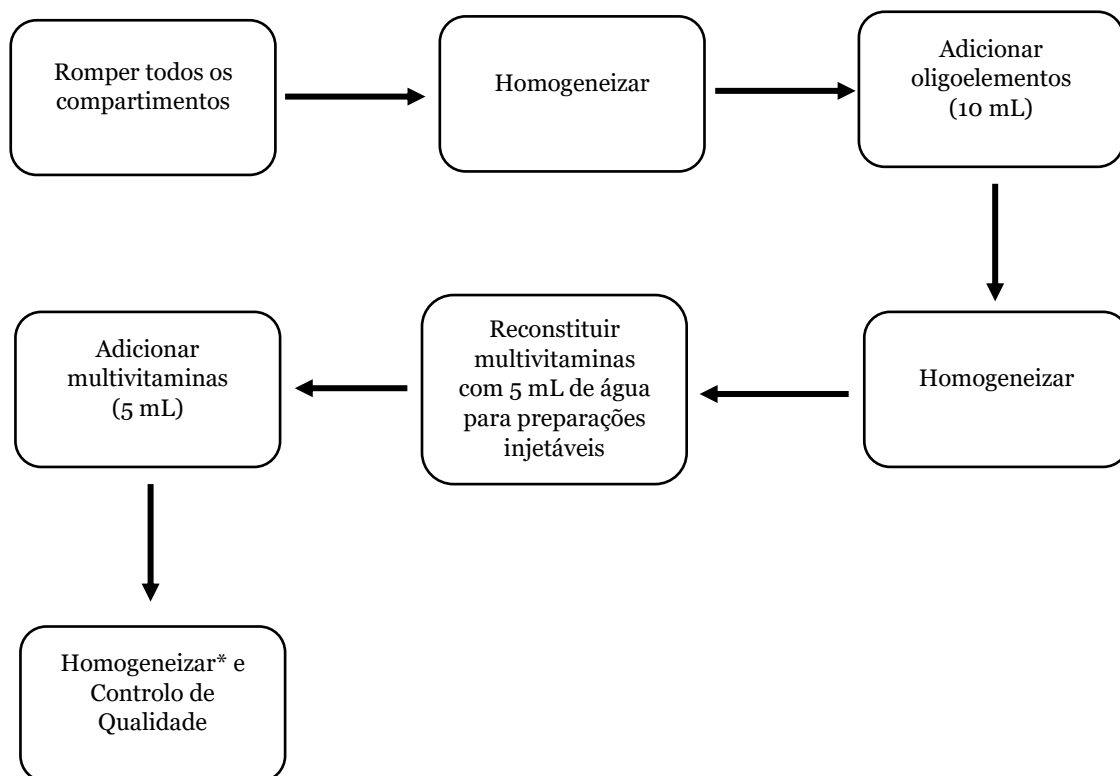 Romper todos os
compartimentos
Homogeneizar
Adicionar
oligoelementos
(10 mL)
Homogeneizar
Reconstituir
multivitaminas
com 5 mL de água
para preparações
injetáveis
Adicionar
multivitaminas
(5 mL)
Homogeneizar* e
Controlo de
Qualidade